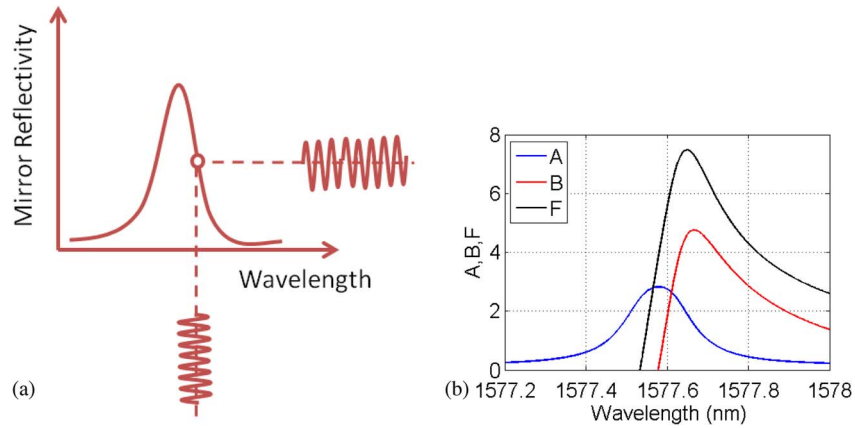 Mirror Reflectivity
Wavelength
(a)
A,B,F
8
6
4
2
0
A
B
F
1577.2 1577.4 1577.6 1577.8 1578
Wavelength (nm)
(b)